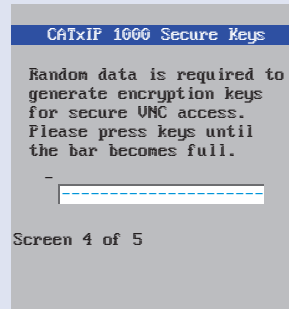 CATxIP 1000 Secure Keys
Random data is required to
generate encryption keys
for secure VNC access.
Please press keys until
the bar becomes full.
Screen 4 of 5